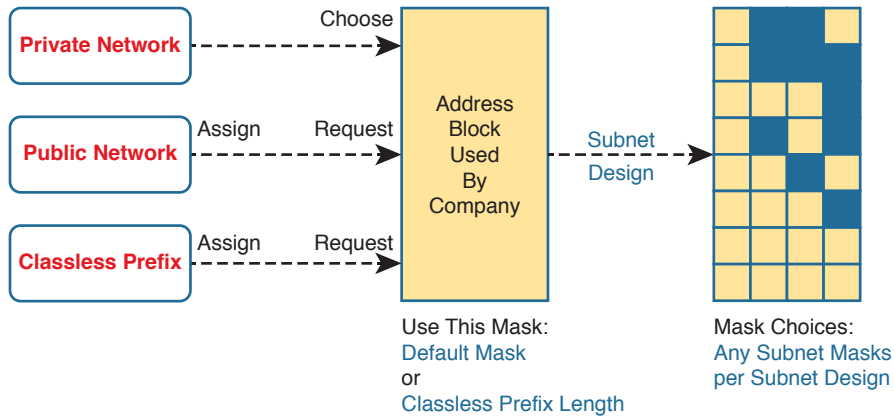 Private Network
Choose
Public Network
Assign
Request
Classless Prefix
Assign
Request
Address
Block
Used
By
Company
Subnet
Design
Use This Mask:
Default Mask
or
Classless Prefix Length
Mask Choices:
Any Subnet Masks
per Subnet Design